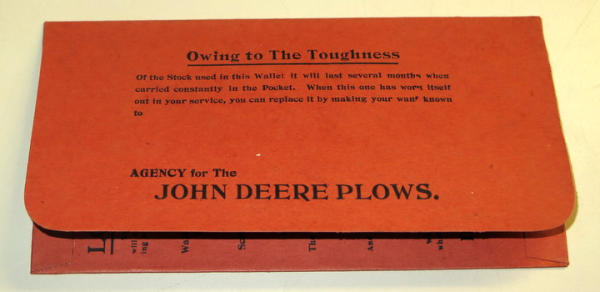 Owing to The Toughness
Of the Stock used in this Wallet it will last several months when
carried constantly in the Pocket. When this one has worn itself
out in your service, you can replace it by making your want known
to
AGENCY for The
JOHN DEERE PLOWS.